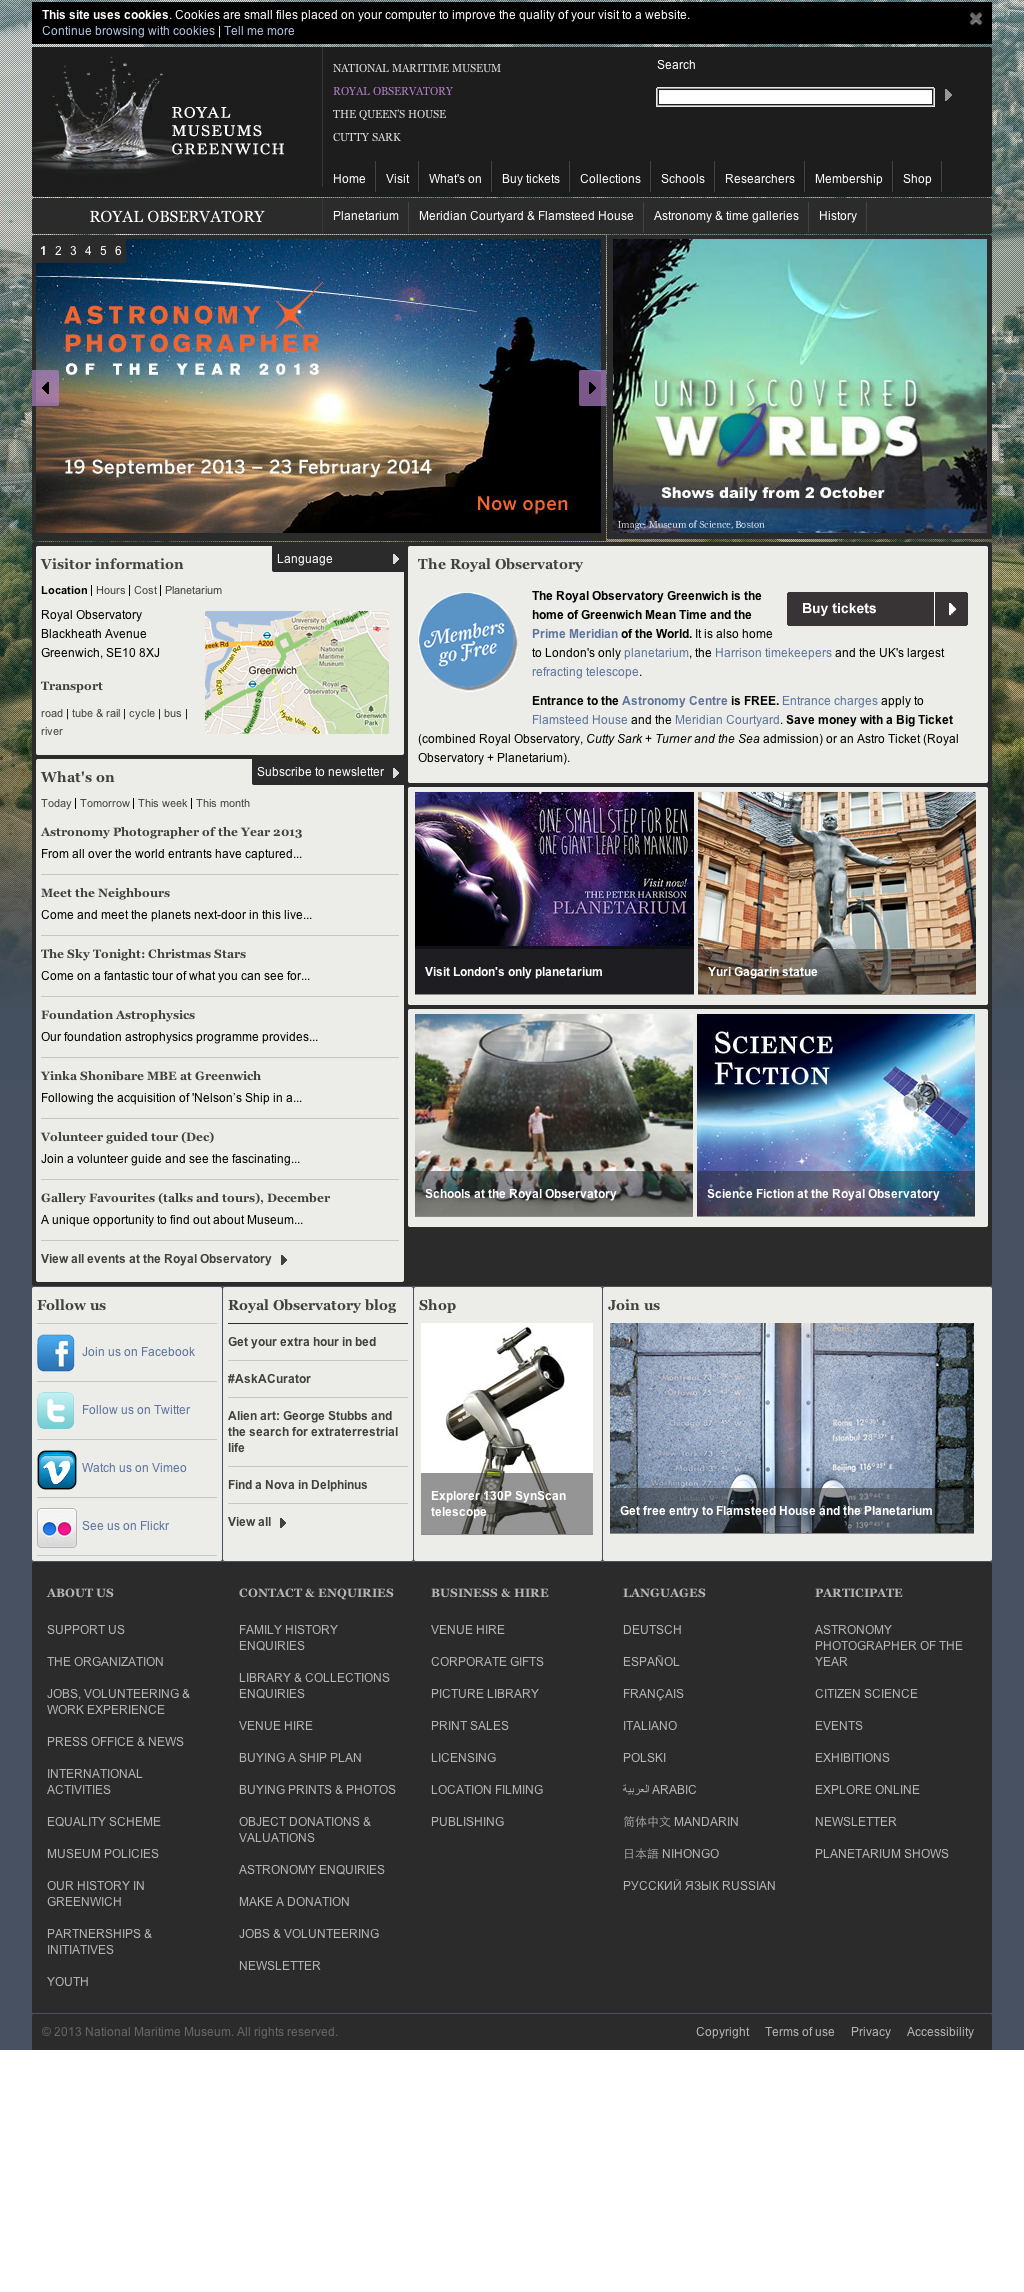 This site uses cookies. Cookies are small files placed on your computer to improve the quality of your visit to a website.
Continue browsing with cookies | Tell me more
ROYAL
MUSEUMS
GREENWICH
NATIONAL MARITIME MUSEUM
ROYAL OBSERVATORY
THE QUEEN'S HOUSE
CUTTY SARK
Search
Home
Visit
What's on
Buy tickets
Collections
Schools
Researchers
Membership
Shop
ROYAL OBSERVATORY
Planetarium
Meridian Courtyard & Flamsteed House
Astronomy & time galleries
History
1 2 3 4 5 6
ASTRONOMY
PHOTOGRAPHER
OF THE YEAR 2013
19 September 2013 – 23 February 2014
Now open
UNDISCOVERED
WORLDS
Shows daily from 2 October
Image: Museum of Science, Boston
Visitor information
Language
Location | Hours | Cost | Planetarium
Royal Observatory
Blackheath Avenue
Greenwich, SE10 8XJ
Transport
road | tube & rail | cycle | bus |
river
Trafalgar
University of Greenwich
Creek Rd
A200
Norman Rd
National
Maritime
Museum
Greenwich
Royal
Observatory
Greenwich S St
Hyde Vale
Greenwich
Park
What's on
Subscribe to newsletter
Today | Tomorrow | This week | This month
Astronomy Photographer of the Year 2013
From all over the world entrants have captured...
Meet the Neighbours
Come and meet the planets next-door in this live...
The Sky Tonight: Christmas Stars
Come on a fantastic tour of what you can see for...
Foundation Astrophysics
Our foundation astrophysics programme provides...
Yinka Shonibare MBE at Greenwich
Following the acquisition of 'Nelson's Ship in a...
Volunteer guided tour (Dec)
Join a volunteer guide and see the fascinating...
Gallery Favourites (talks and tours), December
A unique opportunity to find out about Museum...
View all events at the Royal Observatory
The Royal Observatory
Members
go Free
The Royal Observatory Greenwich is the
home of Greenwich Mean Time and the
Prime Meridian of the World. It is also home
to London's only planetarium, the Harrison timekeepers and the UK's largest
refracting telescope.
Buy tickets
Entrance to the Astronomy Centre is FREE. Entrance charges apply to
Flamsteed House and the Meridian Courtyard. Save money with a Big Ticket
(combined Royal Observatory, Cutty Sark + Turner and the Sea admission) or an Astro Ticket (Royal
Observatory + Planetarium).
ONE SMALL STEP FOR BEN
ONE GIANT LEAP FOR MANKIND
Visit now!
THE PETER HARRISON
PLANETARIUM
Visit London's only planetarium
Yuri Gagarin statue
Schools at the Royal Observatory
SCIENCE
FICTION
Science Fiction at the Royal Observatory
Follow us
Join us on Facebook
Follow us on Twitter
Watch us on Vimeo
See us on Flickr
Royal Observatory blog
Get your extra hour in bed
#AskACurator
Alien art: George Stubbs and
the search for extraterrestrial
life
Find a Nova in Delphinus
View all
Shop
Explorer 130P SynScan
telescope
Join us
Rome 12°
Istanbul 28°
Beijing 116°
Get free entry to Flamsteed House and the Planetarium
ABOUT US
SUPPORT US
THE ORGANIZATION
JOBS, VOLUNTEERING &
WORK EXPERIENCE
PRESS OFFICE & NEWS
INTERNATIONAL
ACTIVITIES
EQUALITY SCHEME
MUSEUM POLICIES
OUR HISTORY IN
GREENWICH
PARTNERSHIPS &
INITIATIVES
YOUTH
CONTACT & ENQUIRIES
FAMILY HISTORY
ENQUIRIES
LIBRARY & COLLECTIONS
ENQUIRIES
VENUE HIRE
BUYING A SHIP PLAN
BUYING PRINTS & PHOTOS
OBJECT DONATIONS &
VALUATIONS
ASTRONOMY ENQUIRIES
MAKE A DONATION
JOBS & VOLUNTEERING
NEWSLETTER
BUSINESS & HIRE
VENUE HIRE
CORPORATE GIFTS
PICTURE LIBRARY
PRINT SALES
LICENSING
LOCATION FILMING
PUBLISHING
LANGUAGES
DEUTSCH
ESPAÑOL
FRANÇAIS
ITALIANO
POLSKI
العربية ARABIC
简体中文 MANDARIN
日本語 NIHONGO
РУССКИЙ ЯЗЫК RUSSIAN
PARTICIPATE
ASTRONOMY
PHOTOGRAPHER OF THE
YEAR
CITIZEN SCIENCE
EVENTS
EXHIBITIONS
EXPLORE ONLINE
NEWSLETTER
PLANETARIUM SHOWS
© 2013 National Maritime Museum. All rights reserved.
Copyright
Terms of use
Privacy
Accessibility